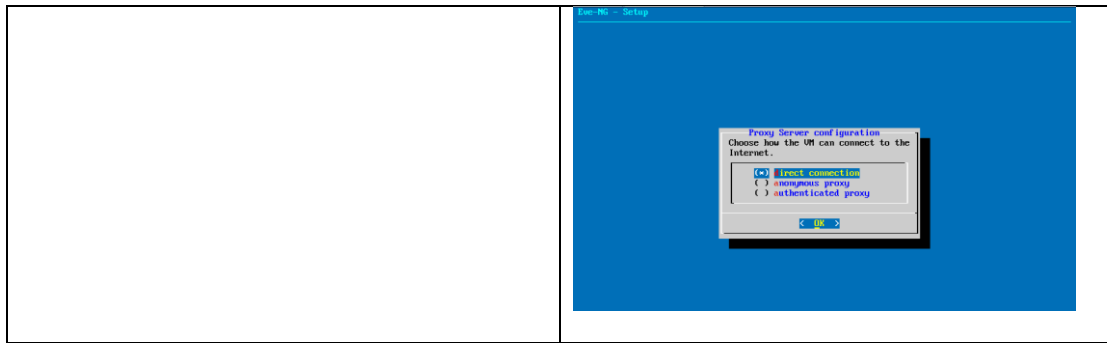 Eve-NG - Setup
Proxy Server configuration
Choose how the VM can connect to the
Internet.
(*) direct connection
( ) anonymous proxy
( ) authenticated proxy
< OK >